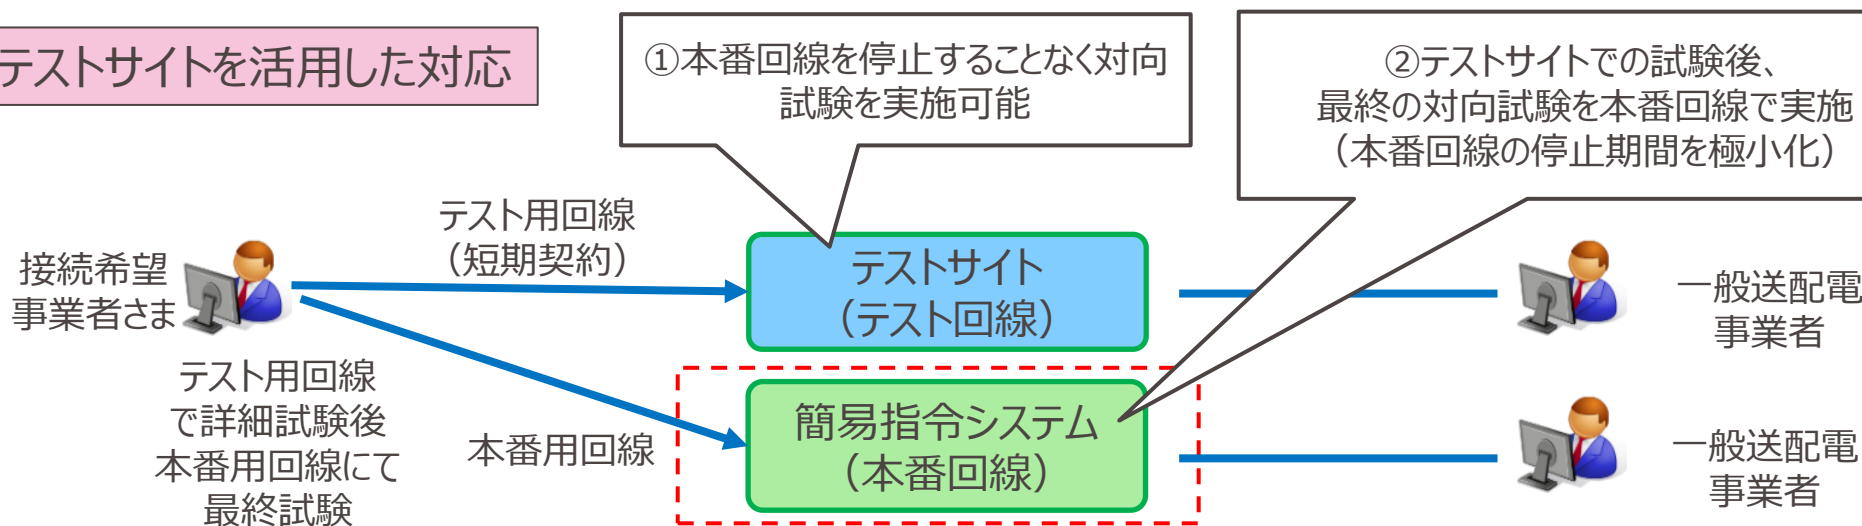 テストサイトを活用した対応
①本番回線を停止することなく対向
試験を実施可能
②テストサイトでの試験後、
最終の対向試験を本番回線で実施
（本番回線の停止期間を極小化）
テスト用回線
（短期契約）
接続希望
事業者さま
テストサイト
（テスト回線）
一般送配電
事業者
テスト用回線
で詳細試験後
本番用回線にて
最終試験
本番用回線
簡易指令システム
（本番回線）
一般送配電
事業者